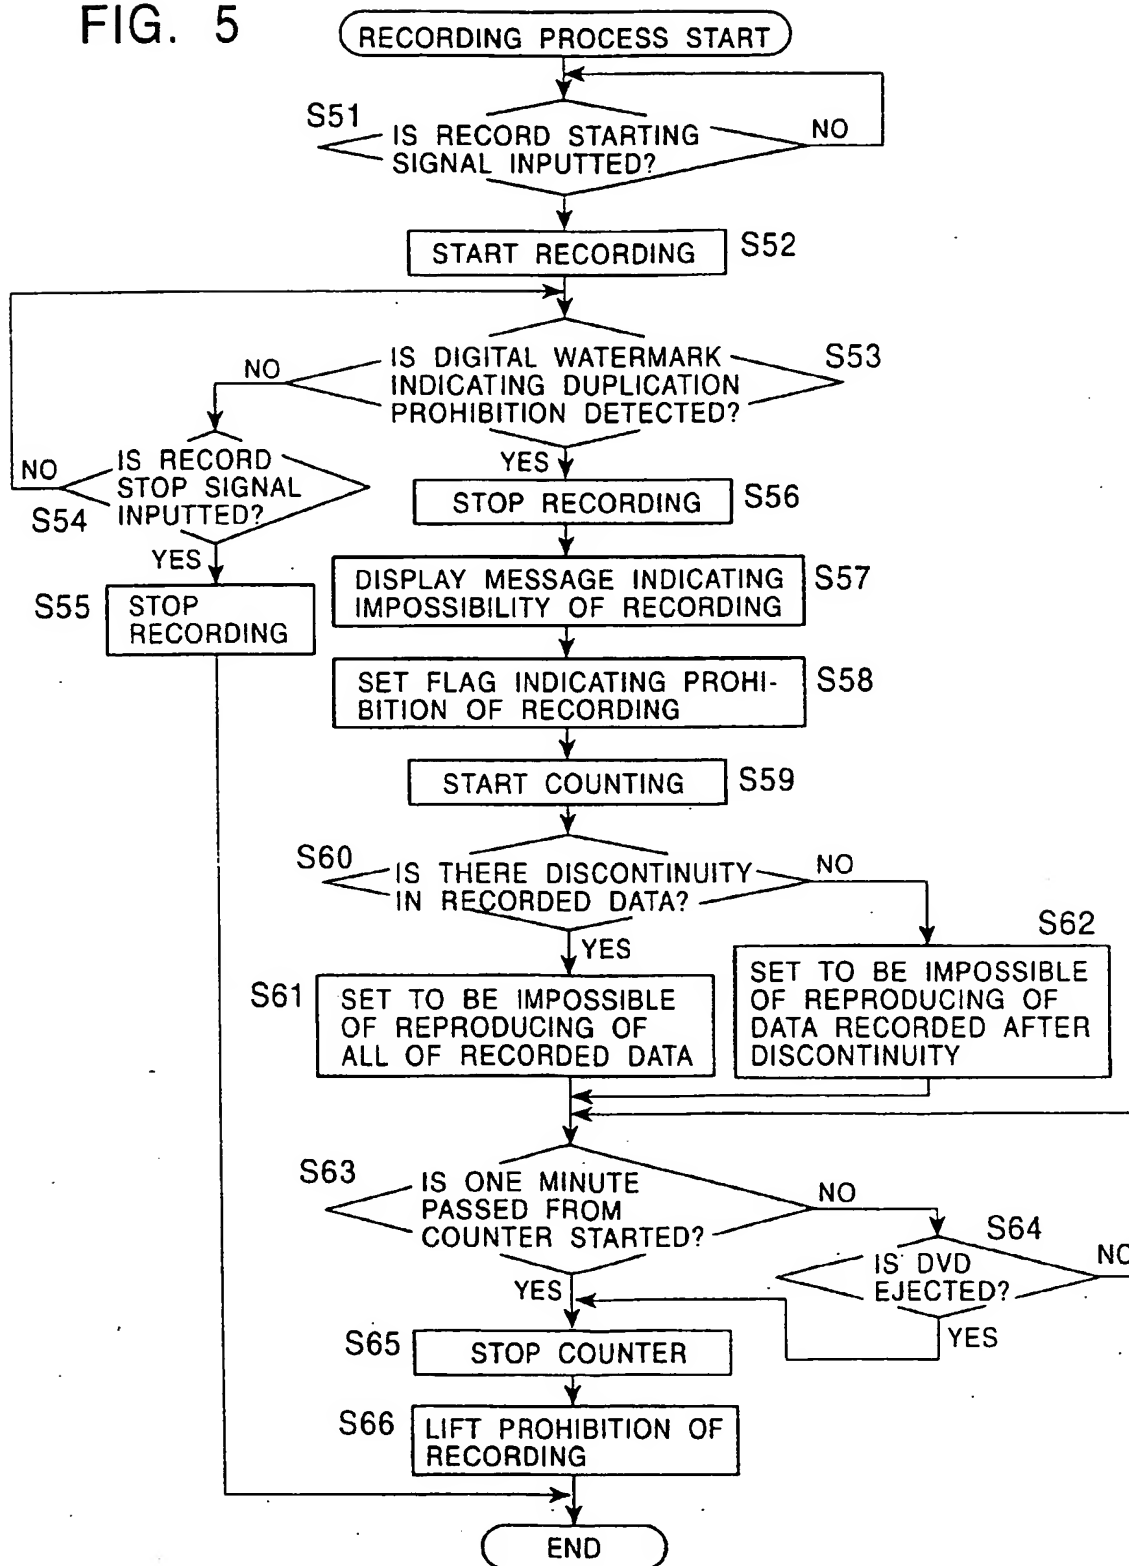 FIG. 5
RECORDING PROCESS START
S51
IS RECORD STARTING
SIGNAL INPUTTED?
NO
START RECORDING
S52
IS DIGITAL WATERMARK
INDICATING DUPLICATION
PROHIBITION DETECTED?
S53
NO
YES
NO
IS RECORD
STOP SIGNAL
INPUTTED?
S54
YES
S55
STOP
RECORDING
STOP RECORDING
S56
DISPLAY MESSAGE INDICATING
IMPOSSIBILITY OF RECORDING
S57
SET FLAG INDICATING PROHI-
BITION OF RECORDING
S58
START COUNTING
S59
S60
IS THERE DISCONTINUITY
IN RECORDED DATA?
NO
YES
S61
SET TO BE IMPOSSIBLE
OF REPRODUCING OF
ALL OF RECORDED DATA
S62
SET TO BE IMPOSSIBLE
OF REPRODUCING OF
DATA RECORDED AFTER
DISCONTINUITY
S63
IS ONE MINUTE
PASSED FROM
COUNTER STARTED?
NO
YES
S64
IS DVD
EJECTED?
NO
YES
S65
STOP COUNTER
S66
LIFT PROHIBITION OF
RECORDING
END